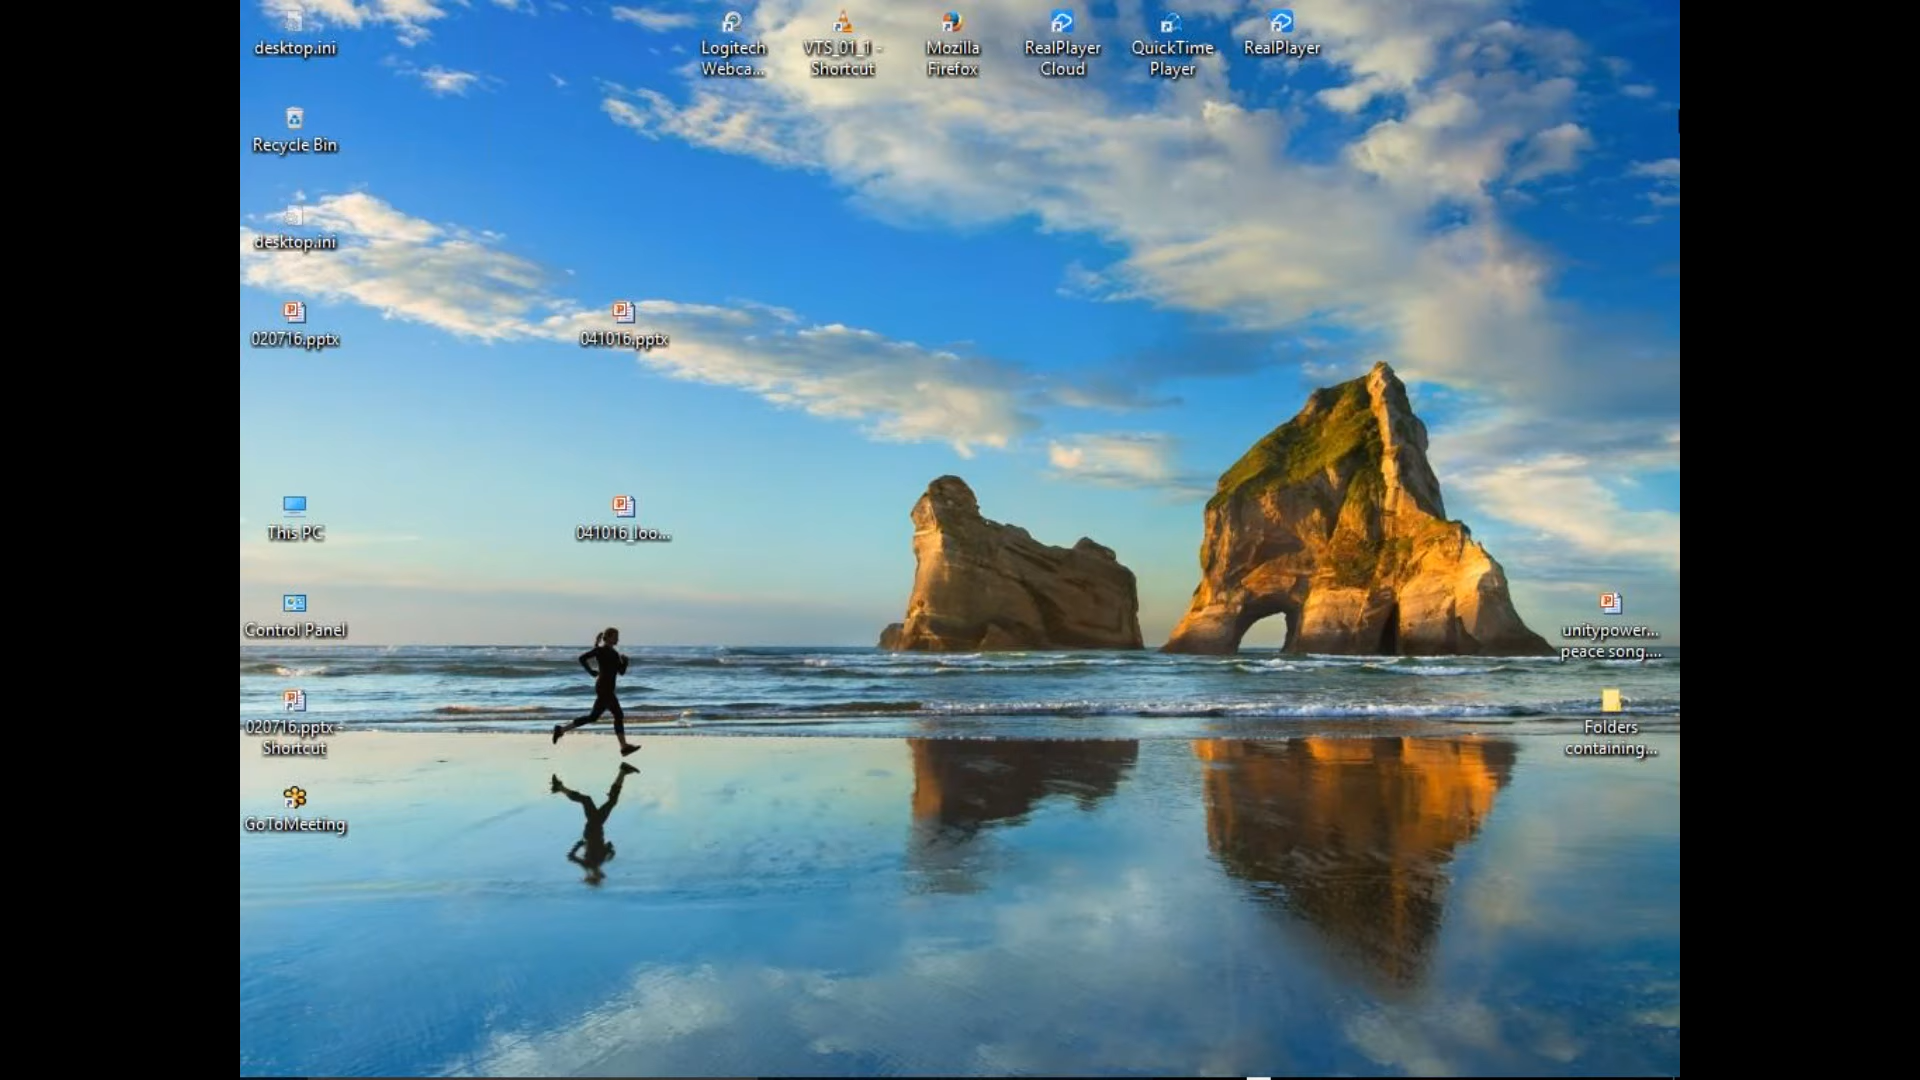 desktop.ini
Logitech
Webca...
VTS_01_1 -
Shortcut
Mozilla
Firefox
RealPlayer
Cloud
QuickTime
Player
RealPlayer
Recycle Bin
desktop.ini
020716.pptx
041016.pptx
This PC
041016_loo...
Control Panel
unitypower...
peace song....
020716.pptx -
Shortcut
Folders
containing...
GoToMeeting